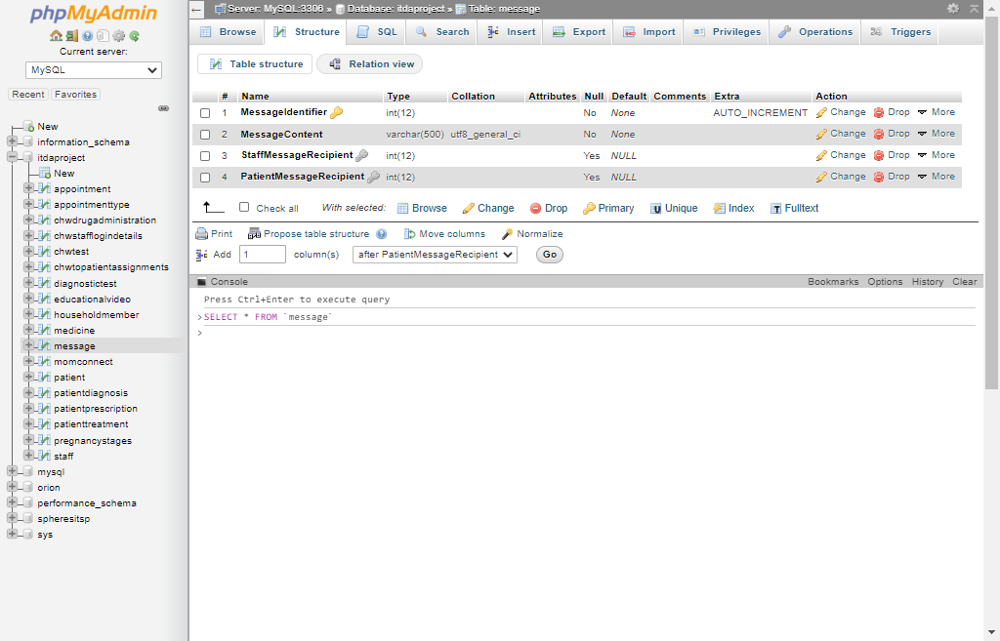 phpMyAdmin
Current server:
MySQL
Recent Favorites
New
information_schema
itdaproject
New
appointment
appointmenttype
chwdrugadministration
chwstafflogindetails
chwtest
chwtopatientassignments
diagnostictest
educationalvideo
householdmember
medicine
message
momconnect
patient
patientdiagnosis
patientprescription
patienttreatment
pregnancystages
staff
mysql
orion
performance_schema
spheresitsp
sys
Server: MySQL:3306 » Database: itdaproject » Table: message
Browse Structure SQL Search Insert Export Import Privileges Operations Triggers
Table structure Relation view
# Name Type Collation Attributes Null Default Comments Extra Action
1 MessageIdentifier int(12) No None AUTO_INCREMENT Change Drop More
2 MessageContent varchar(500) utf8_general_ci No None Change Drop More
3 StaffMessageRecipient int(12) Yes NULL Change Drop More
4 PatientMessageRecipient int(12) Yes NULL Change Drop More
Check all With selected: Browse Change Drop Primary Unique Index Fulltext
Print Propose table structure Move columns Normalize
Add 1 column(s) after PatientMessageRecipient Go
Console Bookmarks Options History Clear
Press Ctrl+Enter to execute query
>SELECT * FROM `message`
>